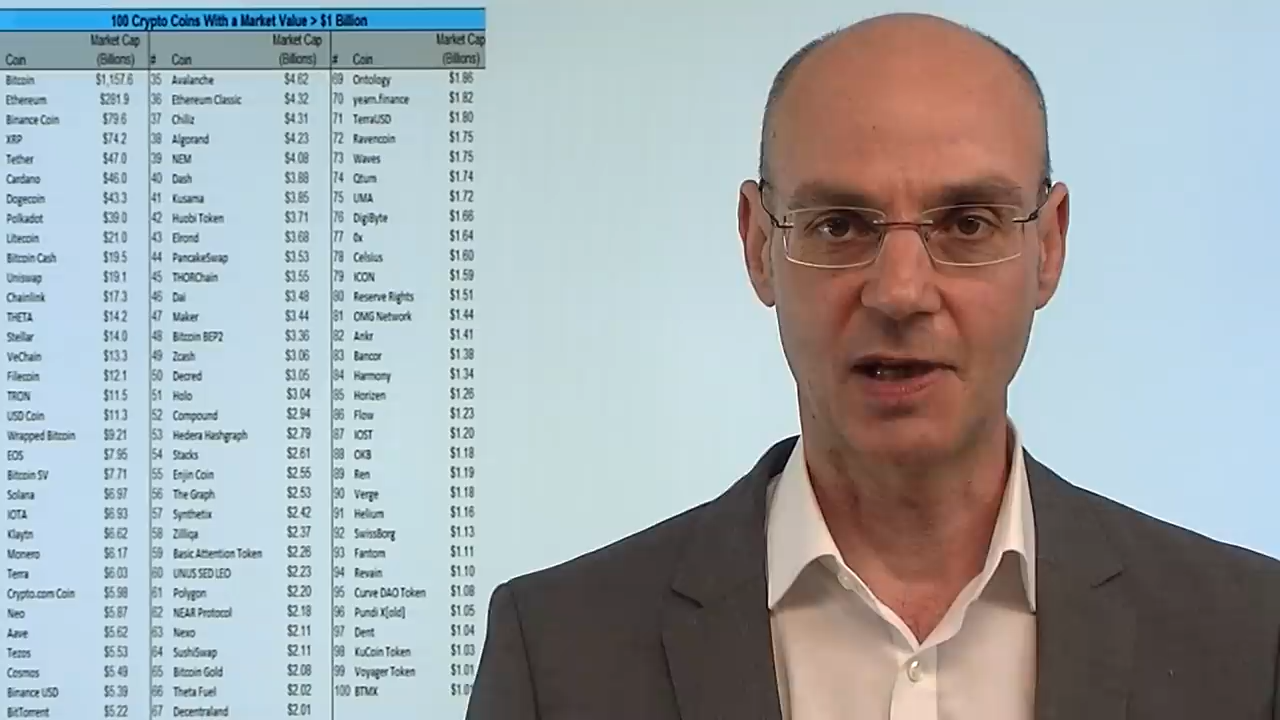 100 Crypto Coins With a Market Value > $1 Billion
Market Cap Market Cap Market Cap
Coin (Billions) # Coin (Billions) # Coin (Billions)
Bitcoin $1,157.6 35 Avalanche $4.62 69 Ontology $1.86
Ethereum $281.9 36 Ethereum Classic $4.32 70 yearn.finance $1.82
Binance Coin $79.6 37 Chiliz $4.31 71 TerraUSD $1.80
XRP $74.2 38 Algorand $4.23 72 Ravencoin $1.75
Tether $47.0 39 NEM $4.08 73 Waves $1.75
Cardano $46.0 40 Dash $3.88 74 Qtum $1.74
Dogecoin $43.3 41 Kusama $3.85 75 UMA $1.72
Polkadot $39.0 42 Huobi Token $3.71 76 DigiByte $1.66
Litecoin $21.0 43 Elrond $3.68 77 0x $1.64
Bitcoin Cash $19.5 44 PancakeSwap $3.53 78 Celsius $1.60
Uniswap $19.1 45 THORChain $3.55 79 ICON $1.59
Chainlink $17.3 46 Dai $3.48 80 Reserve Rights $1.51
THETA $14.2 47 Maker $3.44 81 OMG Network $1.44
Stellar $14.0 48 Bitcoin BEP2 $3.36 82 Ankr $1.41
VeChain $13.3 49 Zcash $3.06 83 Bancor $1.38
Filecoin $12.1 50 Decred $3.05 84 Harmony $1.34
TRON $11.5 51 Holo $3.04 85 Horizen $1.26
USD Coin $11.3 52 Compound $2.94 86 Flow $1.23
Wrapped Bitcoin $9.21 53 Hedera Hashgraph $2.79 87 IOST $1.20
EOS $7.95 54 Stacks $2.61 88 OKB $1.18
Bitcoin SV $7.71 55 Enjin Coin $2.55 89 Ren $1.19
Solana $6.97 56 The Graph $2.53 90 Verge $1.18
IOTA $6.93 57 Synthetix $2.42 91 Helium $1.16
Klaytn $6.62 58 Zilliqa $2.37 92 SwissBorg $1.13
Monero $6.17 59 Basic Attention Token $2.26 93 Fantom $1.11
Terra $6.03 60 UNUS SED LEO $2.23 94 Revain $1.10
Crypto.com Coin $5.98 61 Polygon $2.20 95 Curve DAO Token $1.08
Neo $5.87 62 NEAR Protocol $2.18 96 Pundi X[old] $1.05
Aave $5.62 63 Nexo $2.11 97 Dent $1.04
Tezos $5.53 64 SushiSwap $2.11 98 KuCoin Token $1.03
Cosmos $5.49 65 Bitcoin Gold $2.08 99 Voyager Token $1.01
Binance USD $5.39 66 Theta Fuel $2.02 100 BTMX $1.01
BitTorrent $5.22 67 Decentraland $2.01